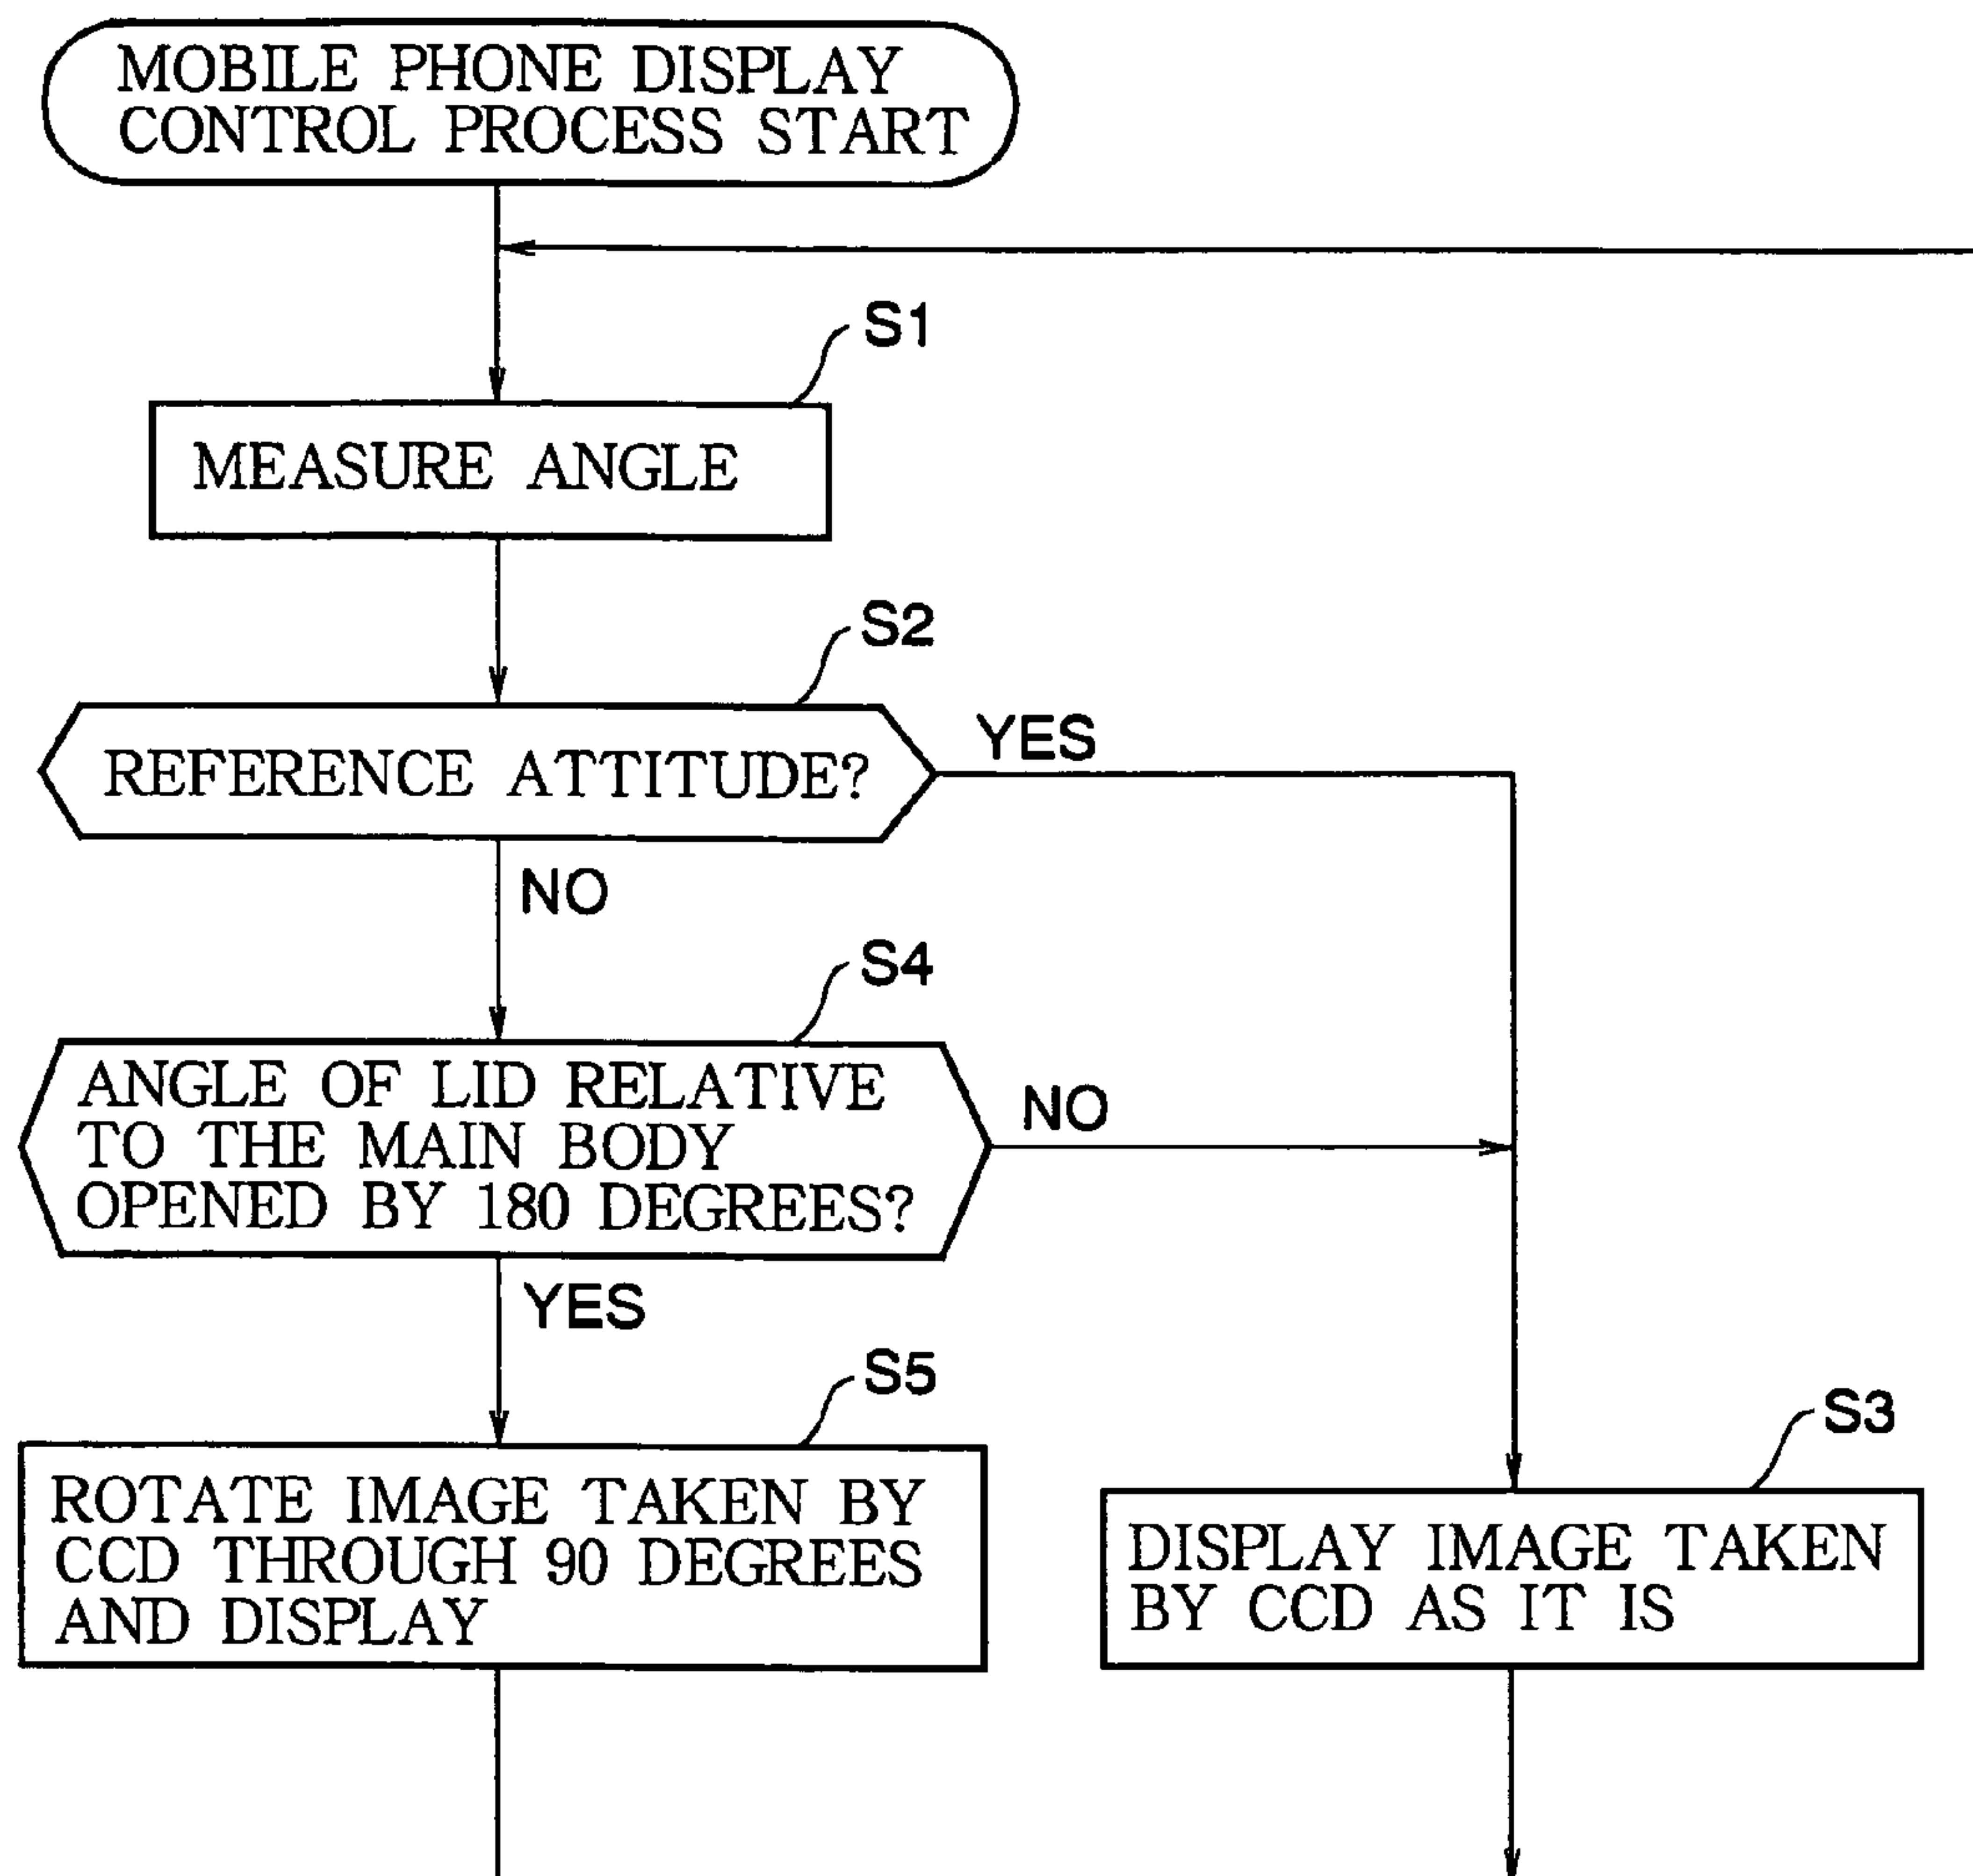 MOBILE PHONE DISPLAY
CONTROL PROCESS START
S1
MEASURE ANGLE
S2
REFERENCE ATTITUDE?
YES
NO
S4
ANGLE OF LID RELATIVE
TO THE MAIN BODY
OPENED BY 180 DEGREES?
NO
YES
S5
ROTATE IMAGE TAKEN BY
CCD THROUGH 90 DEGREES
AND DISPLAY
S3
DISPLAY IMAGE TAKEN
BY CCD AS IT IS